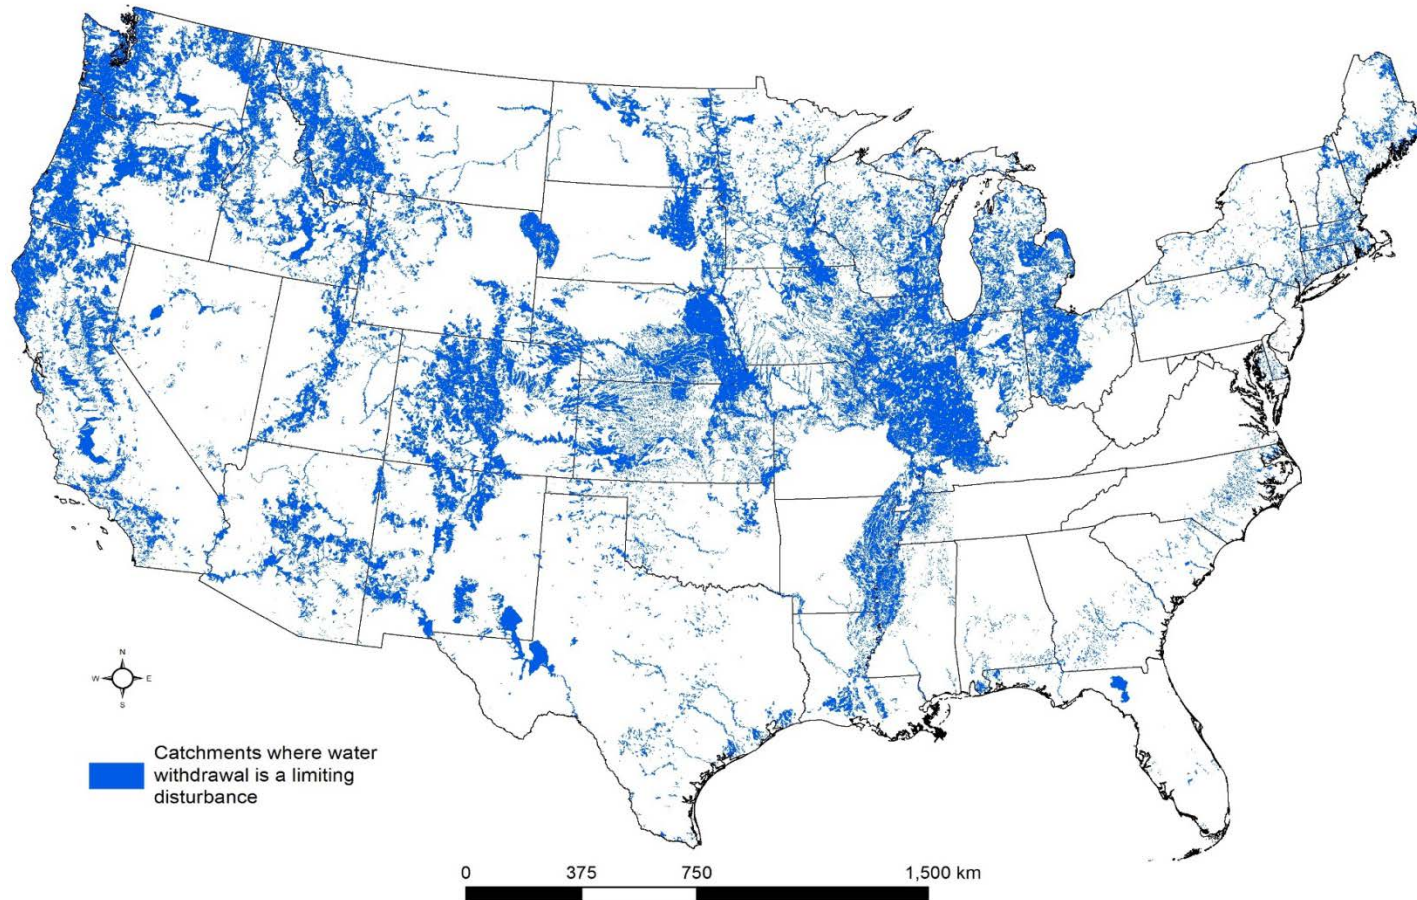 N
W E
S
Catchments where water
withdrawal is a limiting
disturbance
0 375 750 1,500 km